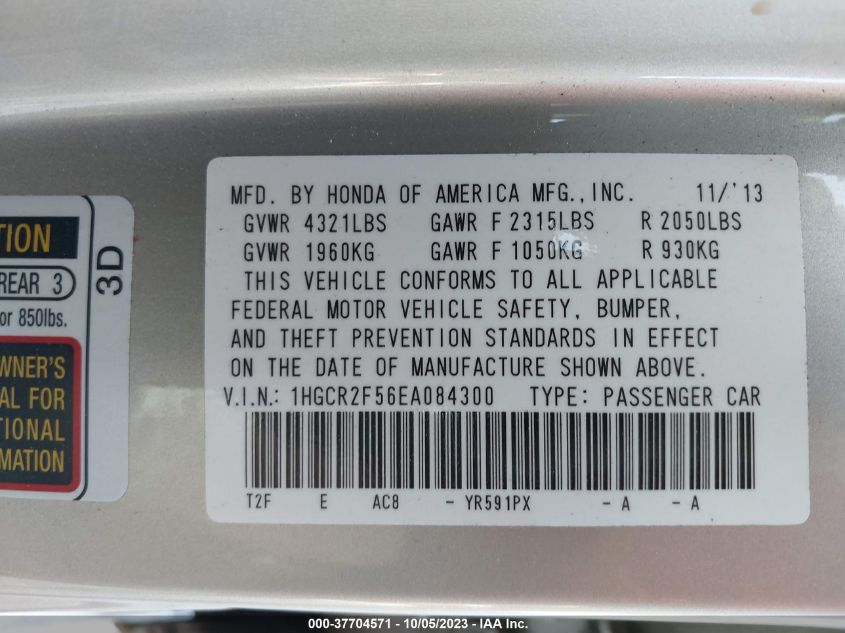 MFD. BY HONDA OF AMERICA MFG., INC. 11/'13
GVWR 4321LBS GAWR F 2315LBS R 2050LBS
GVWR 1960KG GAWR F 1050KG R 930KG
THIS VEHICLE CONFORMS TO ALL APPLICABLE
FEDERAL MOTOR VEHICLE SAFETY, BUMPER,
AND THEFT PREVENTION STANDARDS IN EFFECT
ON THE DATE OF MANUFACTURE SHOWN ABOVE.
V.I.N.: 1HGCR2F56EA084300 TYPE: PASSENGER CAR
T2F E AC8 - YR591PX - A - A
TION
REAR 3
or 850lbs.
WNER'S
AL FOR
TIONAL
MATION
3D
000-37704571 - 10/05/2023 - IAA Inc.